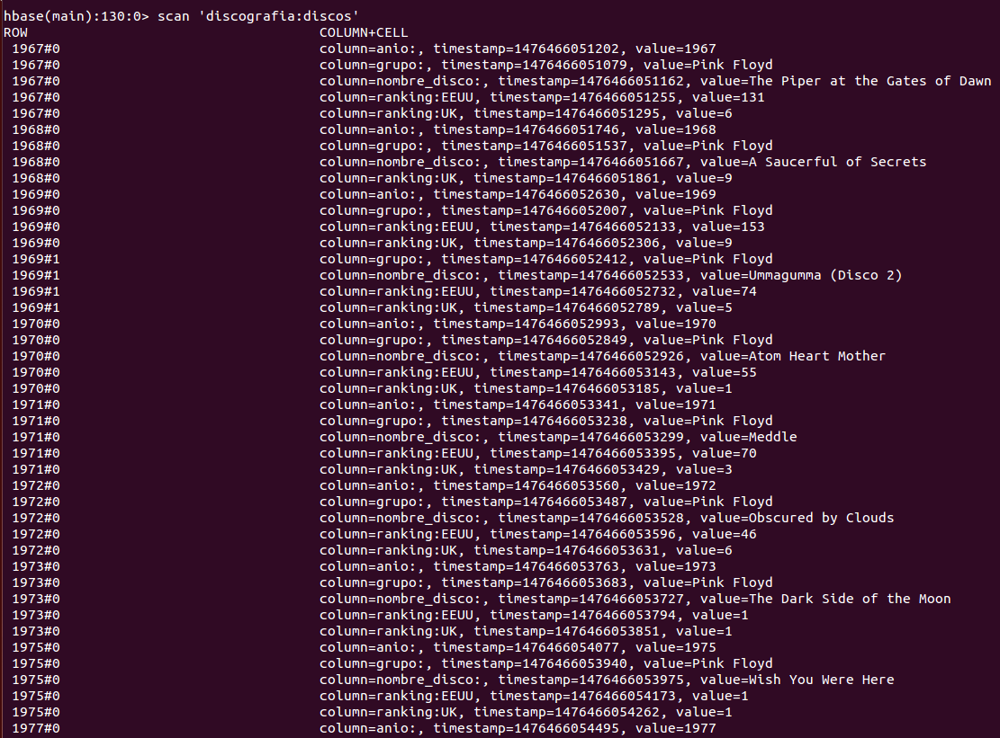 hbase(main):130:0> scan 'discografia:discos'
ROW COLUMN+CELL
1967#0 column=anio:, timestamp=1476466051202, value=1967
1967#0 column=grupo:, timestamp=1476466051079, value=Pink Floyd
1967#0 column=nombre_disco:, timestamp=1476466051162, value=The Piper at the Gates of Dawn
1967#0 column=ranking:EEUU, timestamp=1476466051255, value=131
1967#0 column=ranking:UK, timestamp=1476466051295, value=6
1968#0 column=anio:, timestamp=1476466051746, value=1968
1968#0 column=grupo:, timestamp=1476466051537, value=Pink Floyd
1968#0 column=nombre_disco:, timestamp=1476466051667, value=A Saucerful of Secrets
1968#0 column=ranking:UK, timestamp=1476466051861, value=9
1969#0 column=anio:, timestamp=1476466052630, value=1969
1969#0 column=grupo:, timestamp=1476466052007, value=Pink Floyd
1969#0 column=ranking:EEUU, timestamp=1476466052133, value=153
1969#0 column=ranking:UK, timestamp=1476466052306, value=9
1969#1 column=grupo:, timestamp=1476466052412, value=Pink Floyd
1969#1 column=nombre_disco:, timestamp=1476466052533, value=Ummagumma (Disco 2)
1969#1 column=ranking:EEUU, timestamp=1476466052732, value=74
1969#1 column=ranking:UK, timestamp=1476466052789, value=5
1970#0 column=anio:, timestamp=1476466052993, value=1970
1970#0 column=grupo:, timestamp=1476466052849, value=Pink Floyd
1970#0 column=nombre_disco:, timestamp=1476466052926, value=Atom Heart Mother
1970#0 column=ranking:EEUU, timestamp=1476466053143, value=55
1970#0 column=ranking:UK, timestamp=1476466053185, value=1
1971#0 column=anio:, timestamp=1476466053341, value=1971
1971#0 column=grupo:, timestamp=1476466053238, value=Pink Floyd
1971#0 column=nombre_disco:, timestamp=1476466053299, value=Meddle
1971#0 column=ranking:EEUU, timestamp=1476466053395, value=70
1971#0 column=ranking:UK, timestamp=1476466053429, value=3
1972#0 column=anio:, timestamp=1476466053560, value=1972
1972#0 column=grupo:, timestamp=1476466053487, value=Pink Floyd
1972#0 column=nombre_disco:, timestamp=1476466053528, value=Obscured by Clouds
1972#0 column=ranking:EEUU, timestamp=1476466053596, value=46
1972#0 column=ranking:UK, timestamp=1476466053631, value=6
1973#0 column=anio:, timestamp=1476466053763, value=1973
1973#0 column=grupo:, timestamp=1476466053683, value=Pink Floyd
1973#0 column=nombre_disco:, timestamp=1476466053727, value=The Dark Side of the Moon
1973#0 column=ranking:EEUU, timestamp=1476466053794, value=1
1973#0 column=ranking:UK, timestamp=1476466053851, value=1
1975#0 column=anio:, timestamp=1476466054077, value=1975
1975#0 column=grupo:, timestamp=1476466053940, value=Pink Floyd
1975#0 column=nombre_disco:, timestamp=1476466053975, value=Wish You Were Here
1975#0 column=ranking:EEUU, timestamp=1476466054173, value=1
1975#0 column=ranking:UK, timestamp=1476466054262, value=1
1977#0 column=anio:, timestamp=1476466054495, value=1977